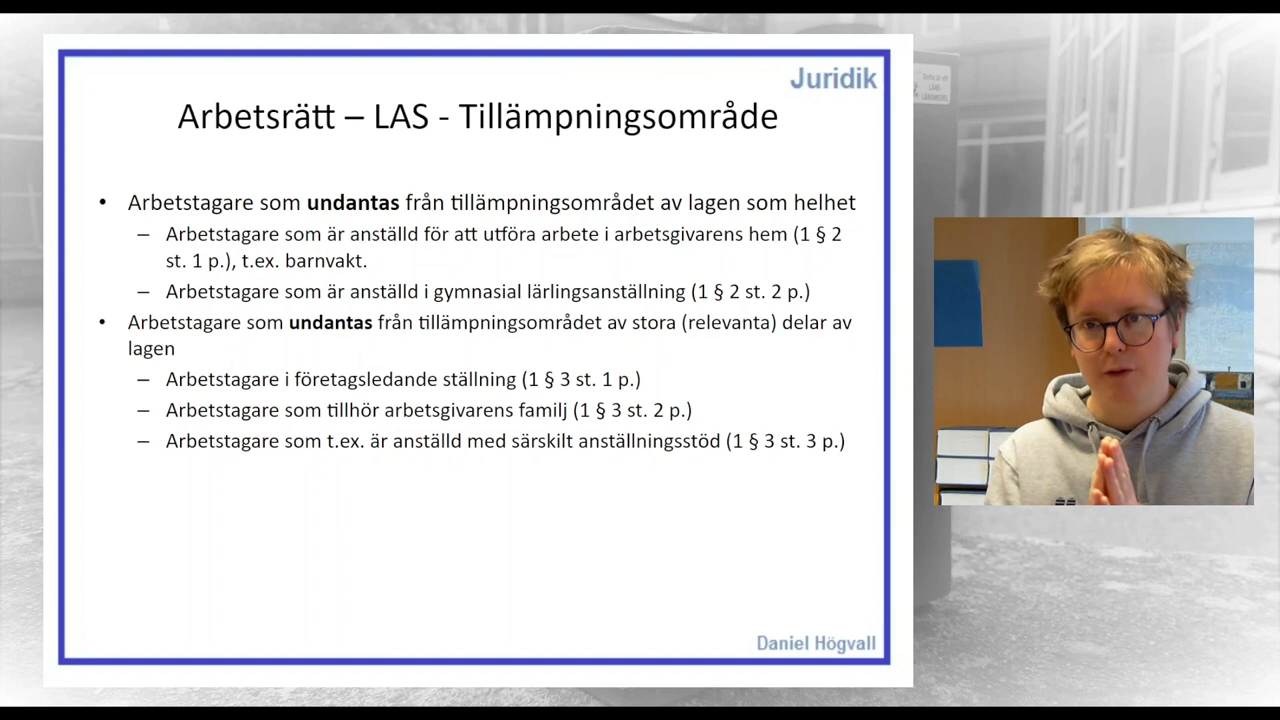 Juridik
Arbetsrätt – LAS - Tillämpningsområde
• Arbetstagare som undantas från tillämpningsområdet av lagen som helhet
– Arbetstagare som är anställd för att utföra arbete i arbetsgivarens hem (1 § 2
st. 1 p.), t.ex. barnvakt.
– Arbetstagare som är anställd i gymnasial lärlingsanställning (1 § 2 st. 2 p.)
• Arbetstagare som undantas från tillämpningsområdet av stora (relevanta) delar av
lagen
– Arbetstagare i företagsledande ställning (1 § 3 st. 1 p.)
– Arbetstagare som tillhör arbetsgivarens familj (1 § 3 st. 2 p.)
– Arbetstagare som t.ex. är anställd med särskilt anställningsstöd (1 § 3 st. 3 p.)
Daniel Högvall